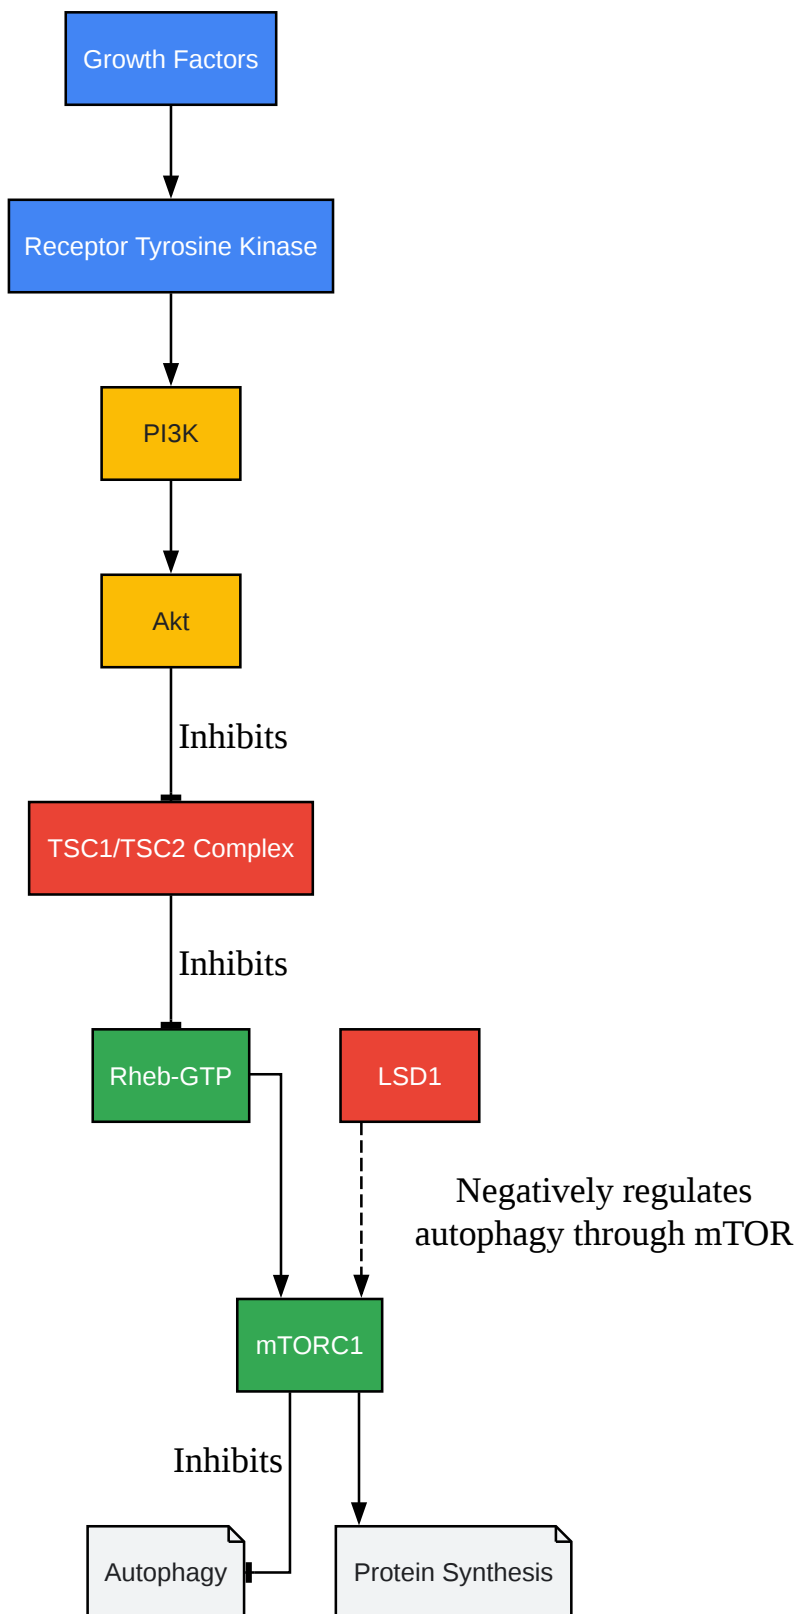 Growth Factors
Receptor Tyrosine Kinase
PI3K
Akt
Inhibits
TSC1/TSC2 Complex
Inhibits
Rheb-GTP
LSD1
Negatively regulates
autophagy through mTOR
mTORC1
Inhibits
Autophagy
Protein Synthesis